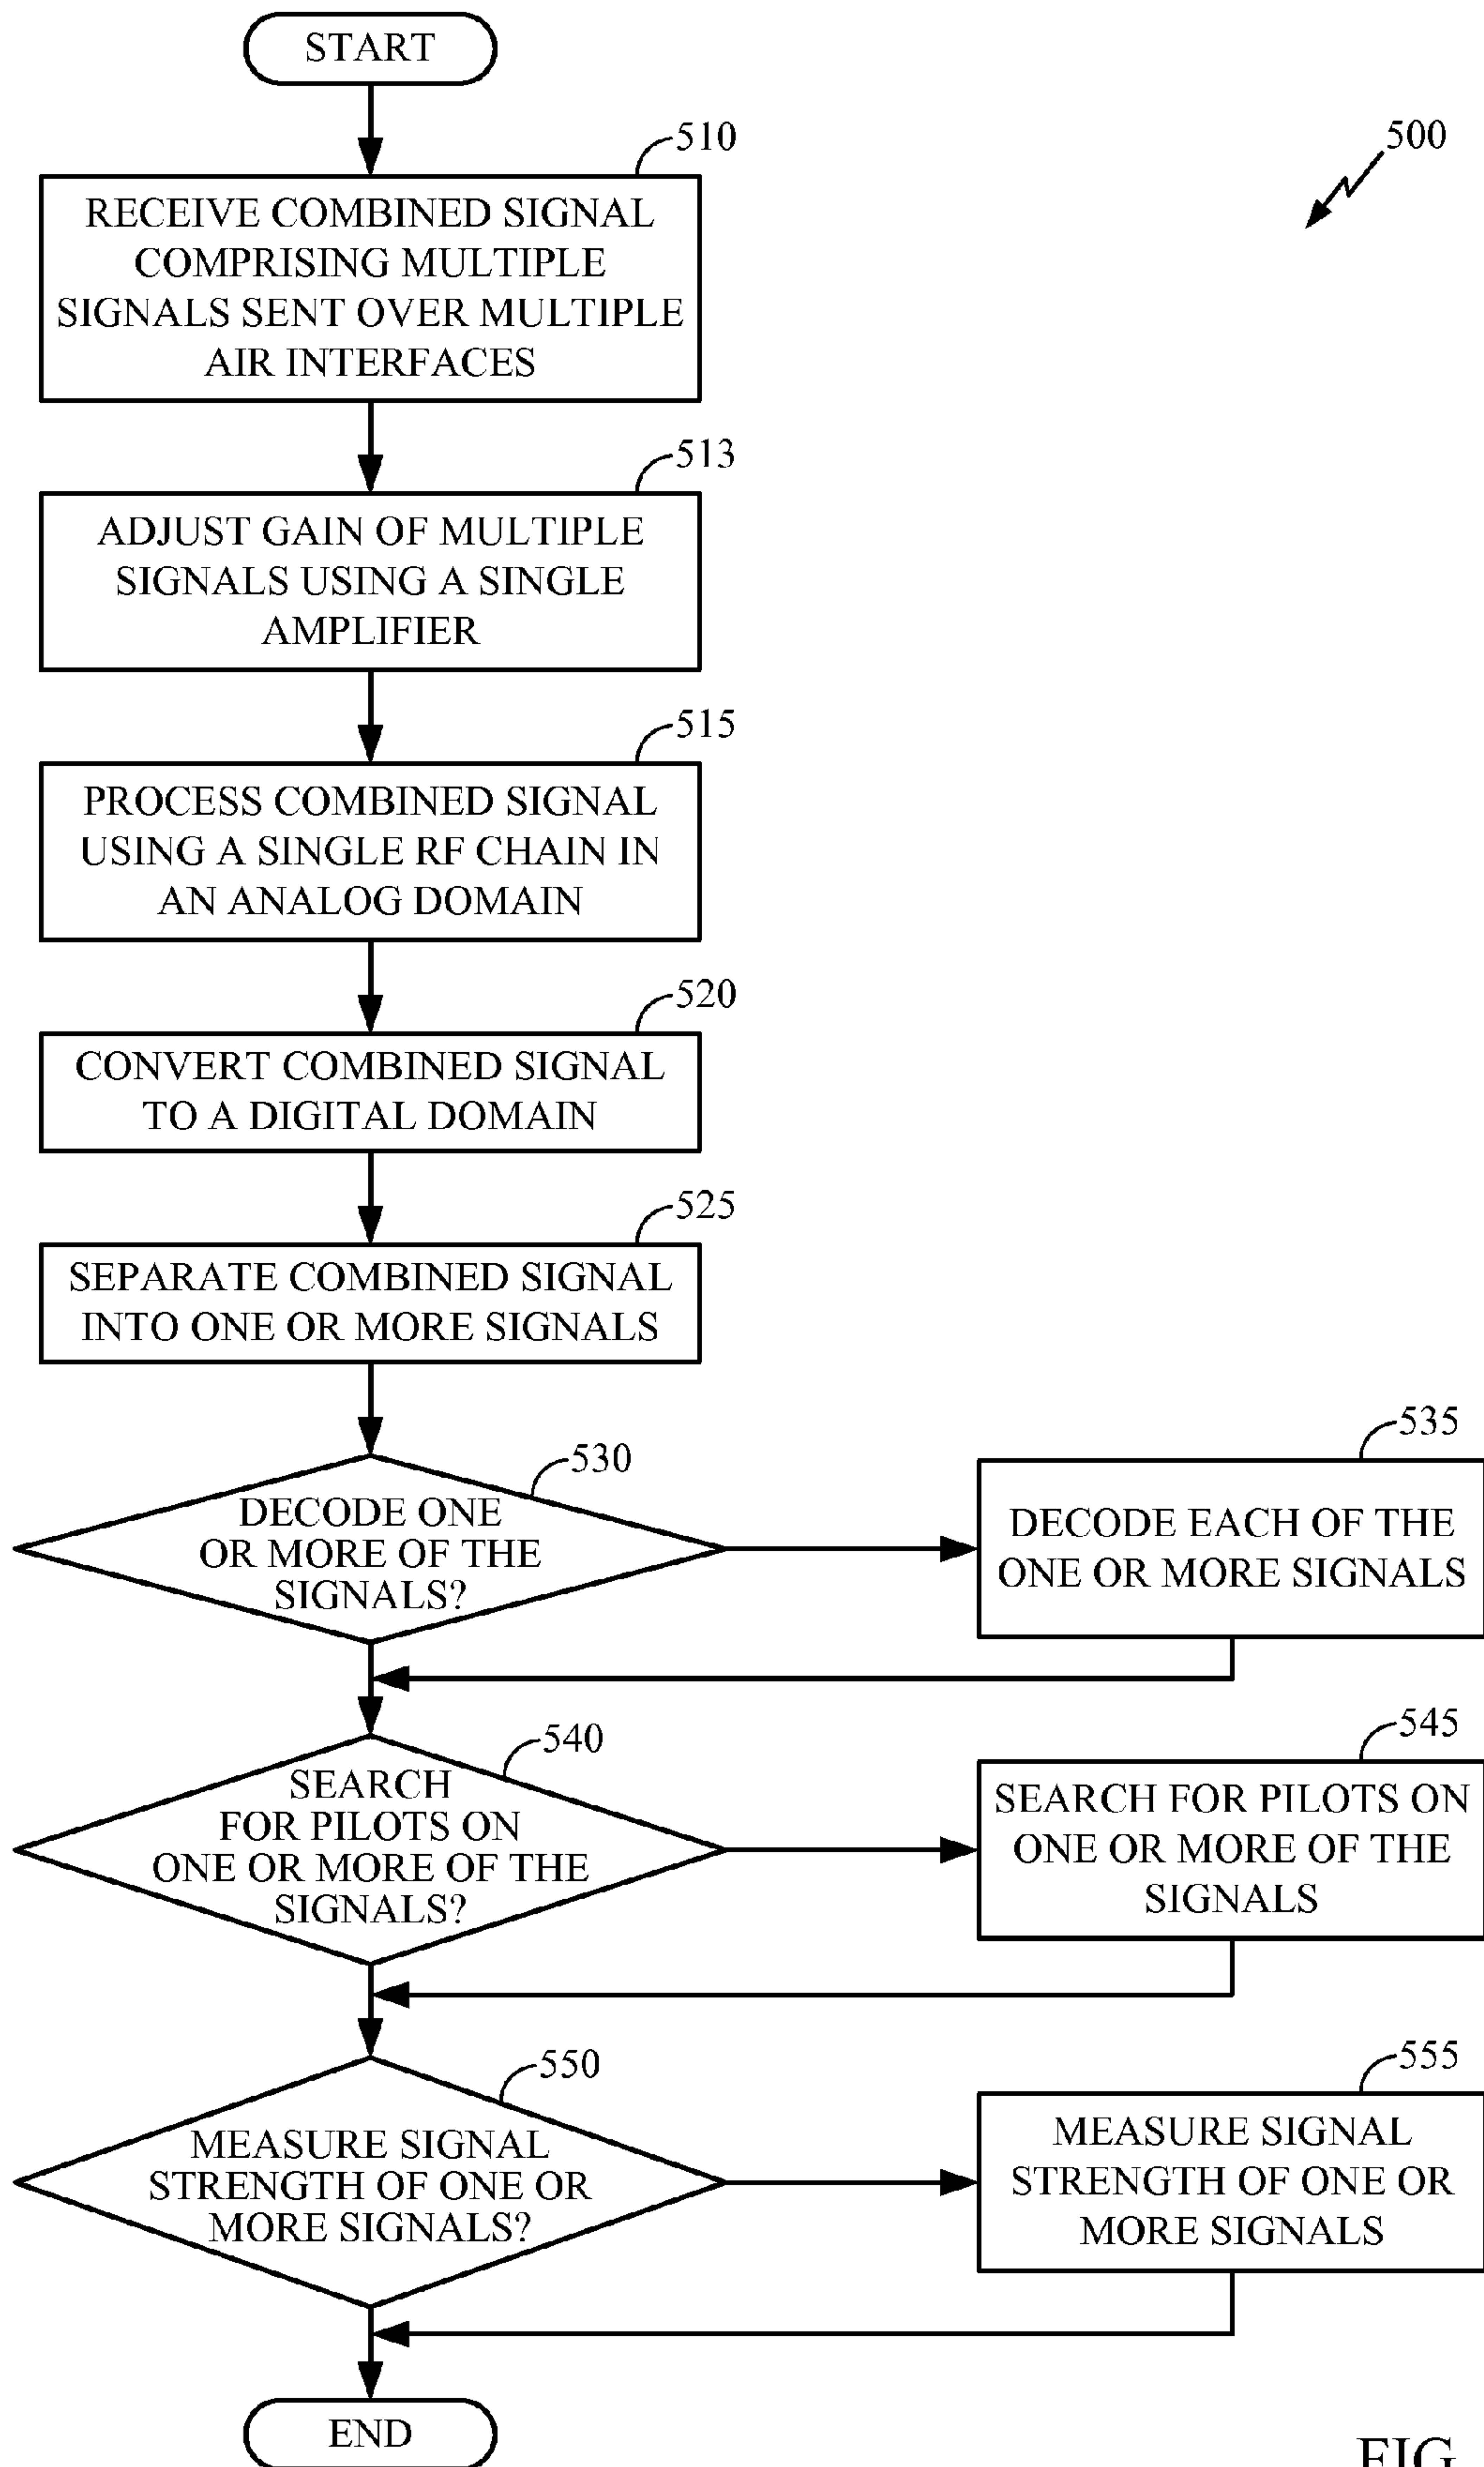 START
510
500
RECEIVE COMBINED SIGNAL
COMPRISING MULTIPLE
SIGNALS SENT OVER MULTIPLE
AIR INTERFACES
513
ADJUST GAIN OF MULTIPLE
SIGNALS USING A SINGLE
AMPLIFIER
515
PROCESS COMBINED SIGNAL
USING A SINGLE RF CHAIN IN
AN ANALOG DOMAIN
520
CONVERT COMBINED SIGNAL
TO A DIGITAL DOMAIN
525
SEPARATE COMBINED SIGNAL
INTO ONE OR MORE SIGNALS
530
DECODE ONE
OR MORE OF THE
SIGNALS?
535
DECODE EACH OF THE
ONE OR MORE SIGNALS
540
SEARCH
FOR PILOTS ON
ONE OR MORE OF THE
SIGNALS?
545
SEARCH FOR PILOTS ON
ONE OR MORE OF THE
SIGNALS
550
MEASURE SIGNAL
STRENGTH OF ONE OR
MORE SIGNALS?
555
MEASURE SIGNAL
STRENGTH OF ONE OR
MORE SIGNALS
END
FIG